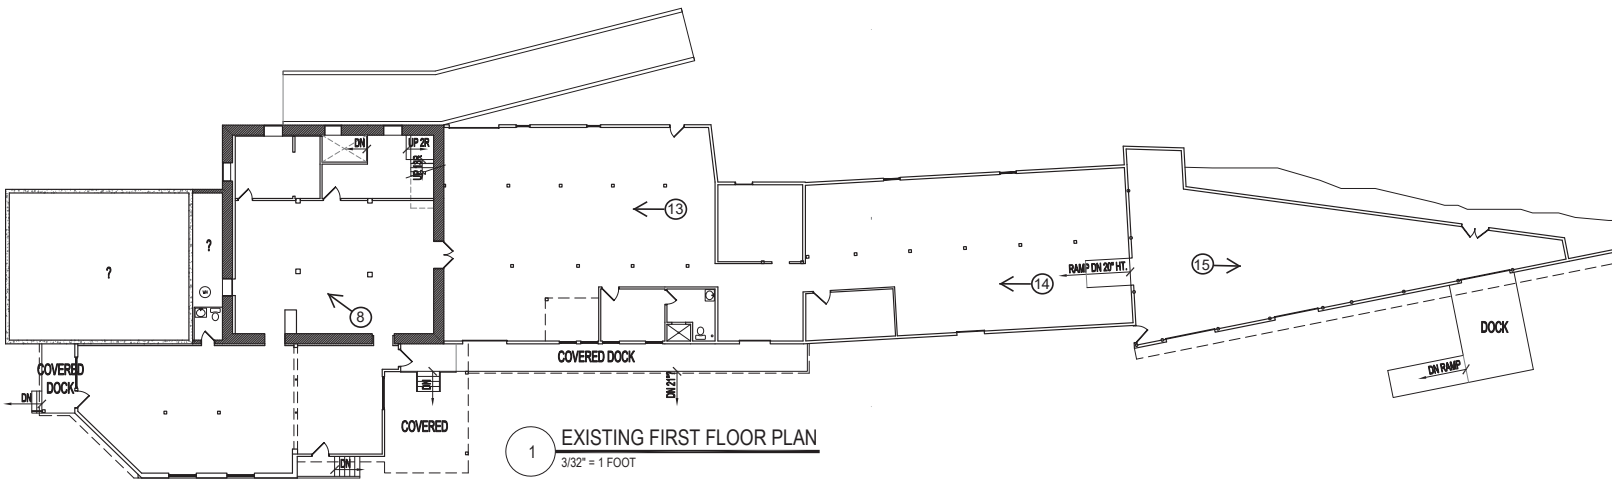 DN
UP 2R
13
?
?
WH
RAMP DN 20" HT.
15
14
8
COVERED DOCK
DOCK
COVERED
DOCK
DN
DN
DN 21"
DN RAMP
COVERED
DN
1
EXISTING FIRST FLOOR PLAN
3/32" = 1 FOOT